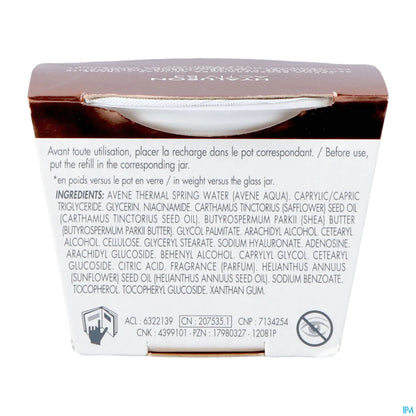 Avant toute utilisation, placer la recharge dans le pot correspondant. / Before use,
put the refill in the corresponding jar.
*en poids versus le pot en verre / in weight versus the glass jar.
INGREDIENTS: AVENE THERMAL SPRING WATER (AVENE AQUA). CAPRYLIC/CAPRIC
TRIGLYCERIDE. GLYCERIN. NIACINAMIDE. CARTHAMUS TINCTORIUS (SAFFLOWER) SEED OIL
(CARTHAMUS TINCTORIUS SEED OIL). BUTYROSPERMUM PARKII (SHEA) BUTTER
(BUTYROSPERMUM PARKII BUTTER). GLYCOL PALMITATE. ARACHIDYL ALCOHOL. CETEARYL
ALCOHOL. CELLULOSE. GLYCERYL STEARATE. SODIUM HYALURONATE. ADENOSINE.
ARACHIDYL GLUCOSIDE. BEHENYL ALCOHOL. CAPRYLYL GLYCOL. CETEARYL
GLUCOSIDE. CITRIC ACID. FRAGRANCE (PARFUM). HELIANTHUS ANNUUS
(SUNFLOWER) SEED OIL (HELIANTHUS ANNUUS SEED OIL). SODIUM BENZOATE.
TOCOPHEROL. TOCOPHERYL GLUCOSIDE. XANTHAN GUM.
ACL : 6322139 CN : 207535.1 CNP : 7134254
CNK : 4399101 - PZN : 17980327 - 12081P